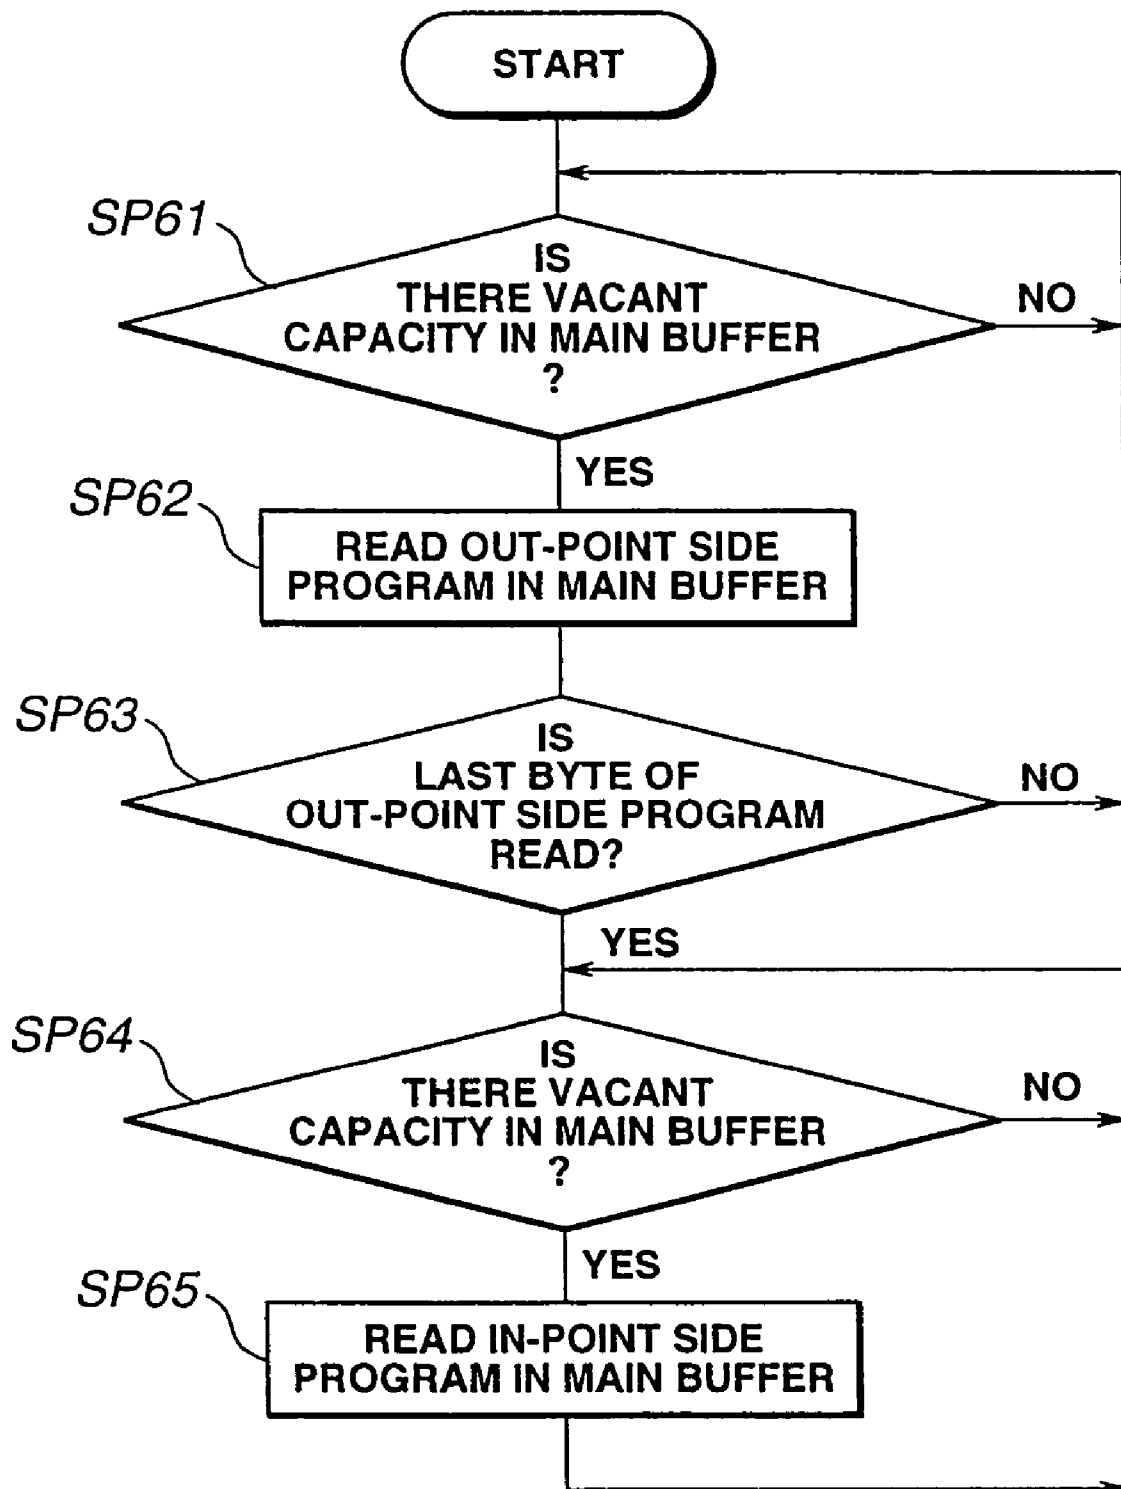 START
SP61
IS
THERE VACANT
CAPACITY IN MAIN BUFFER
?
NO
YES
SP62
READ OUT-POINT SIDE
PROGRAM IN MAIN BUFFER
SP63
IS
LAST BYTE OF
OUT-POINT SIDE PROGRAM
READ?
NO
YES
SP64
IS
THERE VACANT
CAPACITY IN MAIN BUFFER
?
NO
YES
SP65
READ IN-POINT SIDE
PROGRAM IN MAIN BUFFER